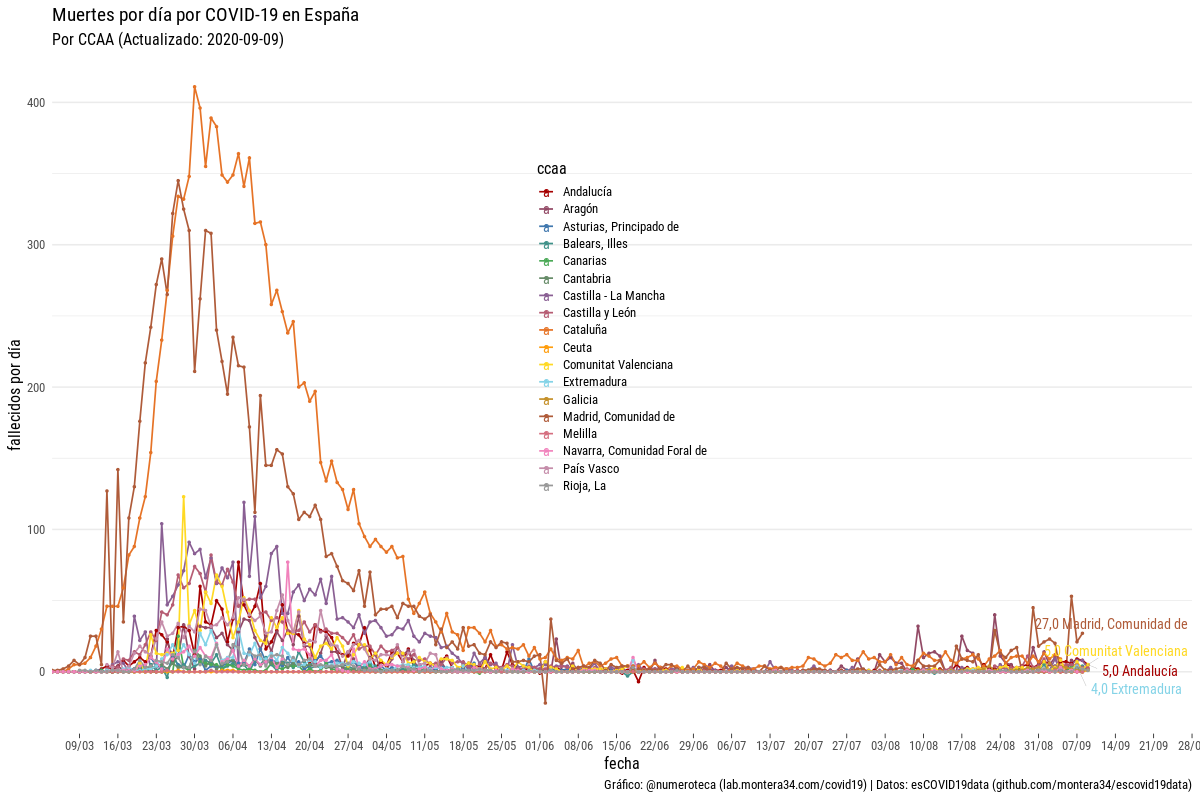 Muertes por día por COVID-19 en España
Por CCAA (Actualizado: 2020-09-09)
fallecidos por día
400
300
200
100
0
ccaa
Andalucía
Aragón
Asturias, Principado de
Balears, Illes
Canarias
Cantabria
Castilla - La Mancha
Castilla y León
Cataluña
Ceuta
Comunitat Valenciana
Extremadura
Galicia
Madrid, Comunidad de
Melilla
Navarra, Comunidad Foral de
País Vasco
Rioja, La
27,0 Madrid, Comunidad de
Comunitat Valenciana
5,0 Andalucía
4,0 Extremadura
09/03 16/03 23/03 30/03 06/04 13/04 20/04 27/04 04/05 11/05 18/05 25/05 01/06 08/06 15/06 22/06 29/06 06/07 13/07 20/07 27/07 03/08 10/08 17/08 24/08 31/08 07/09 14/09 21/09 28/0
fecha
Gráfico: @numeroteca (lab.montera34.com/covid19) | Datos: esCOVID19data (github.com/montera34/escovid19data)